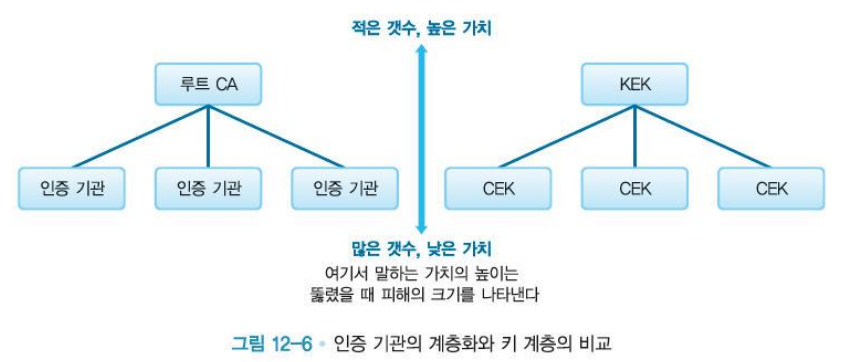 적은 갯수, 높은 가치
루트 CA
KEK
인증 기관
인증 기관
인증 기관
CEK
CEK
CEK
많은 갯수, 낮은 가치
여기서 말하는 가치의 높이는
뚫렸을 때 피해의 크기를 나타낸다
그림 12-6 • 인증 기관의 계층화와 키 계층의 비교